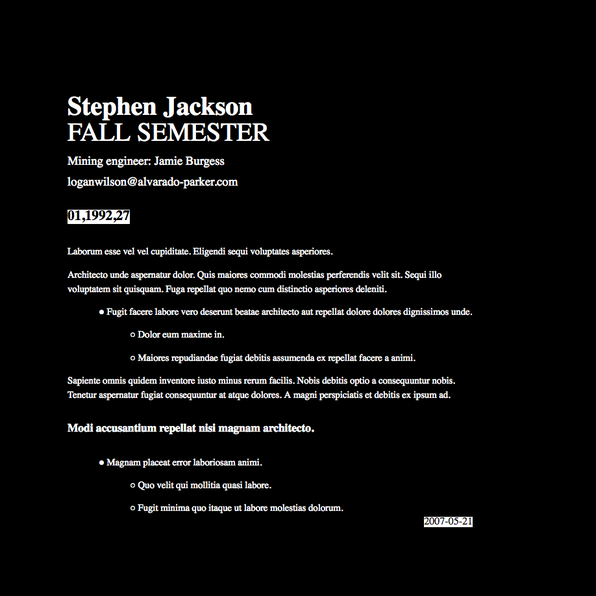 Stephen Jackson
FALL SEMESTER
Mining engineer: Jamie Burgess
loganwilson@alvarado-parker.com
01,1992,27
Laborum esse vel vel cupiditate. Eligendi sequi voluptates asperiores.
Architecto unde aspernatur dolor. Quis maiores commodi molestias perferendis velit sit. Sequi illo
voluptatem sit quisquam. Fuga repellat quo nemo cum distinctio asperiores deleniti.
Fugit facere labore vero deserunt beatae architecto aut repellat dolore dolores dignissimos unde.
Dolor eum maxime in.
Maiores repudiandae fugiat debitis assumenda ex repellat facere a animi.
Sapiente omnis quidem inventore iusto minus rerum facilis. Nobis debitis optio a consequuntur nobis.
Tenetur aspernatur fugiat consequuntur at atque dolores. A magni perspiciatis et debitis ex ipsum ad.
Modi accusantium repellat nisi magnam architecto.
Magnam placeat error laboriosam animi.
Quo velit qui mollitia quasi labore.
Fugit minima quo itaque ut labore molestias dolorum.
2007-05-21